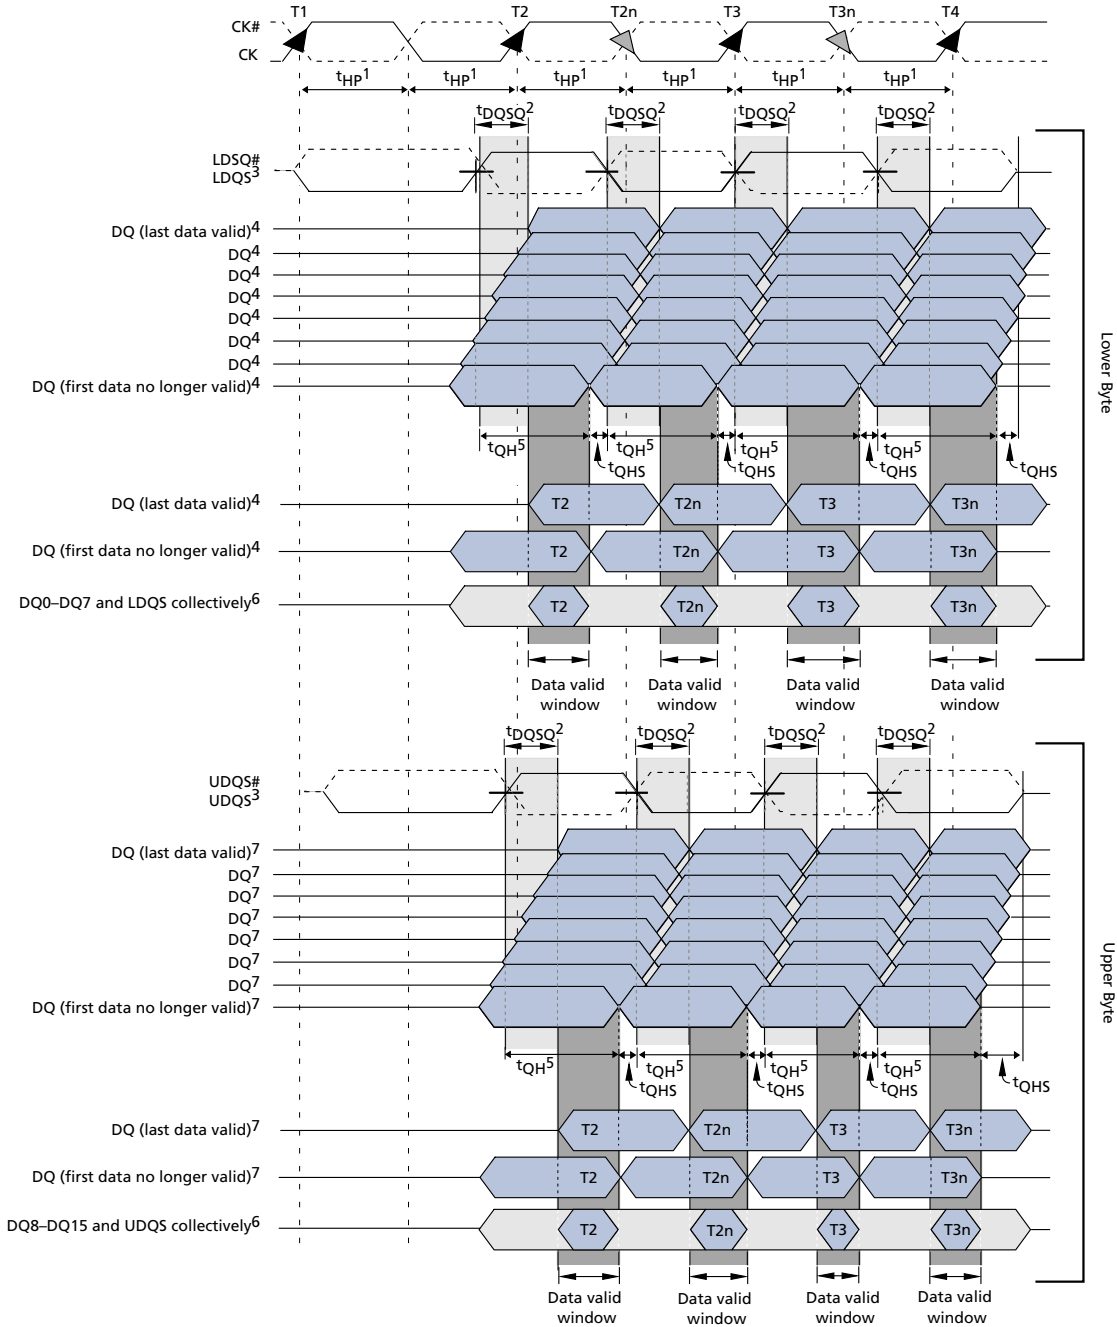 T1 T2 T2n T3 T3n T4
CK#
CK
tHP1 tHP1 tHP1 tHP1 tHP1 tHP1
tDQSQ2 tDQSQ2 tDQSQ2 tDQSQ2
LDSQ#
LDQS3
DQ (last data valid)4
DQ4
DQ4
DQ4
DQ4
DQ4
DQ4
DQ (first data no longer valid)4
tQH5 tQH5 tQH5 tQH5
tQHS tQHS tQHS tQHS
DQ (last data valid)4 T2 T2n T3 T3n
DQ (first data no longer valid)4 T2 T2n T3 T3n
DQ0–DQ7 and LDQS collectively6 T2 T2n T3 T3n
Data valid window Data valid window Data valid window Data valid window
Lower Byte
tDQSQ2 tDQSQ2 tDQSQ2 tDQSQ2
UDQS#
UDQS3
DQ (last data valid)7
DQ7
DQ7
DQ7
DQ7
DQ7
DQ7
DQ (first data no longer valid)7
tQH5 tQH5 tQH5 tQH5
tQHS tQHS tQHS tQHS
DQ (last data valid)7 T2 T2n T3 T3n
DQ (first data no longer valid)7 T2 T2n T3 T3n
DQ8–DQ15 and UDQS collectively6 T2 T2n T3 T3n
Data valid window Data valid window Data valid window Data valid window
Upper Byte